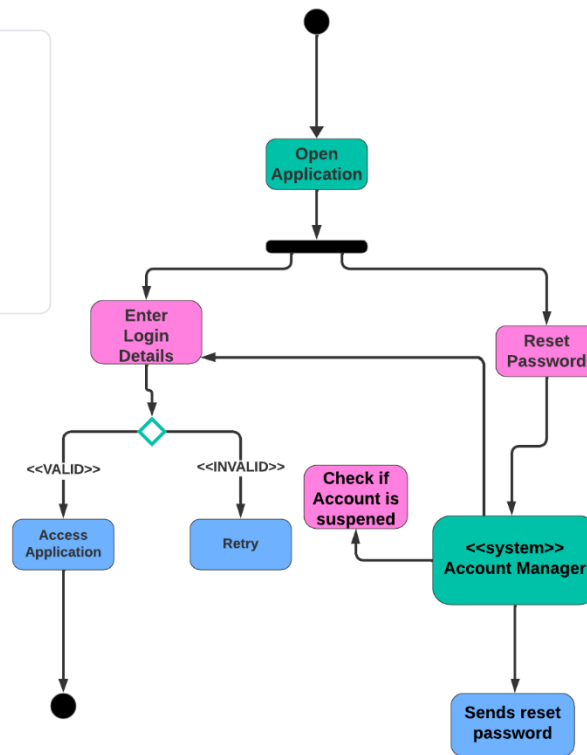 Open
Application
Enter
Login
Details
Reset
Password
<<VALID>>
<<INVALID>>
Check if
Account is
suspened
Access
Application
Retry
<<system>>
Account Manager
Sends reset
password